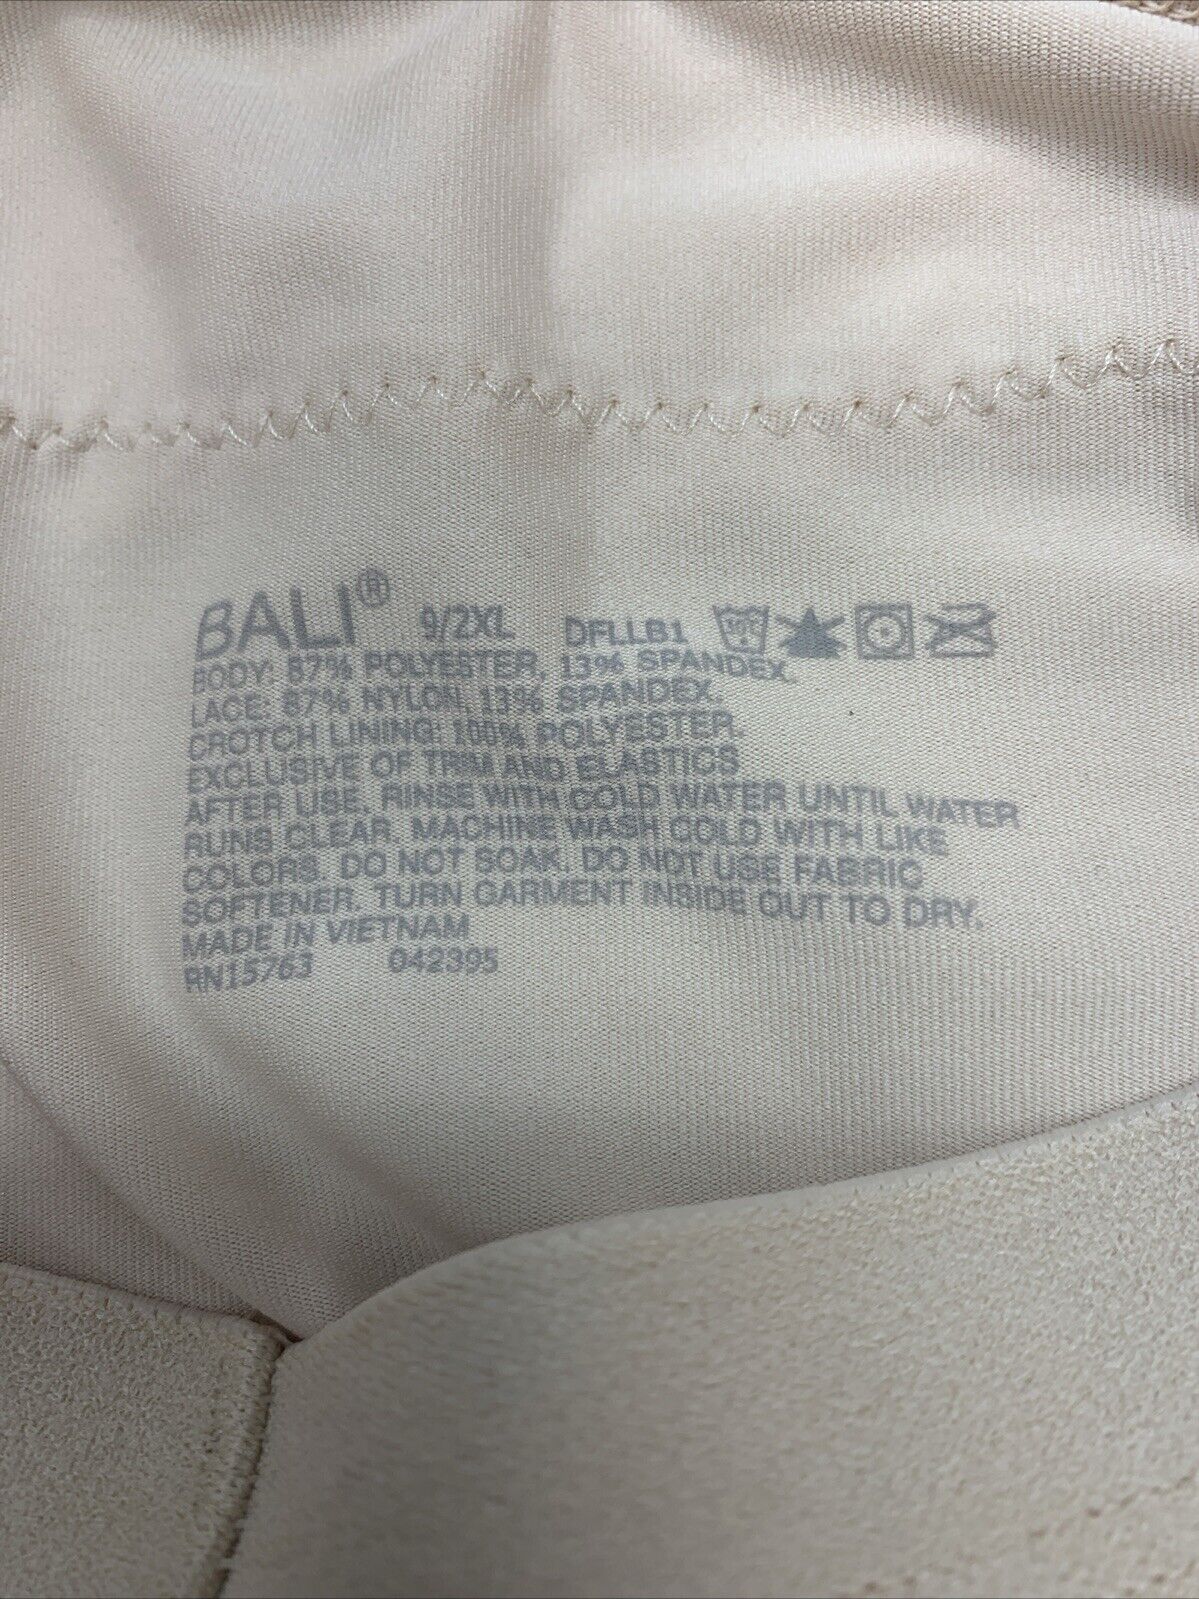 BALI® 9/2XL DFLLB1 30°C
BODY: 87% POLYESTER, 13% SPANDEX
LACE: 87% NYLON, 13% SPANDEX.
CROTCH LINING: 100% POLYESTER.
EXCLUSIVE OF TRIM AND ELASTICS
AFTER USE, RINSE WITH COLD WATER UNTIL WATER
RUNS CLEAR. MACHINE WASH COLD WITH LIKE
COLORS. DO NOT SOAK. DO NOT USE FABRIC
SOFTENER. TURN GARMENT INSIDE OUT TO DRY.
MADE IN VIETNAM
RN15763 042395